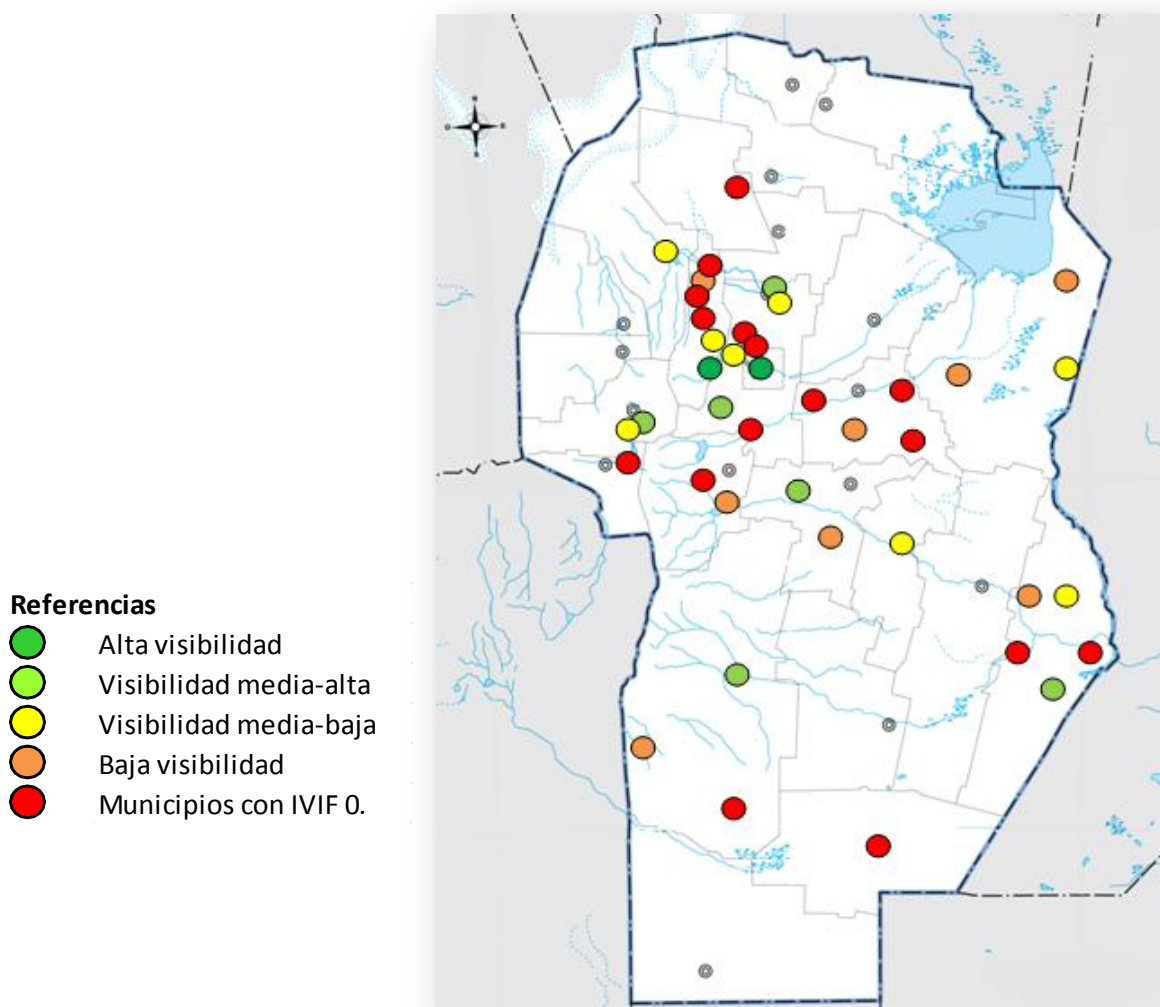 Referencias
Alta visibilidad
Visibilidad media-alta
Visibilidad media-baja
Baja visibilidad
Municipios con IVIF 0.